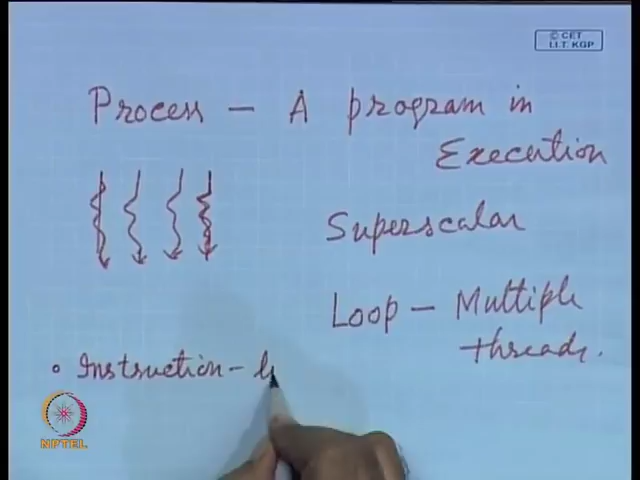 © CET
I.I.T. KGP
Process – A program in
Execution
Superscalar
Loop – Multiple
threads.
• Instruction –
NPTEL